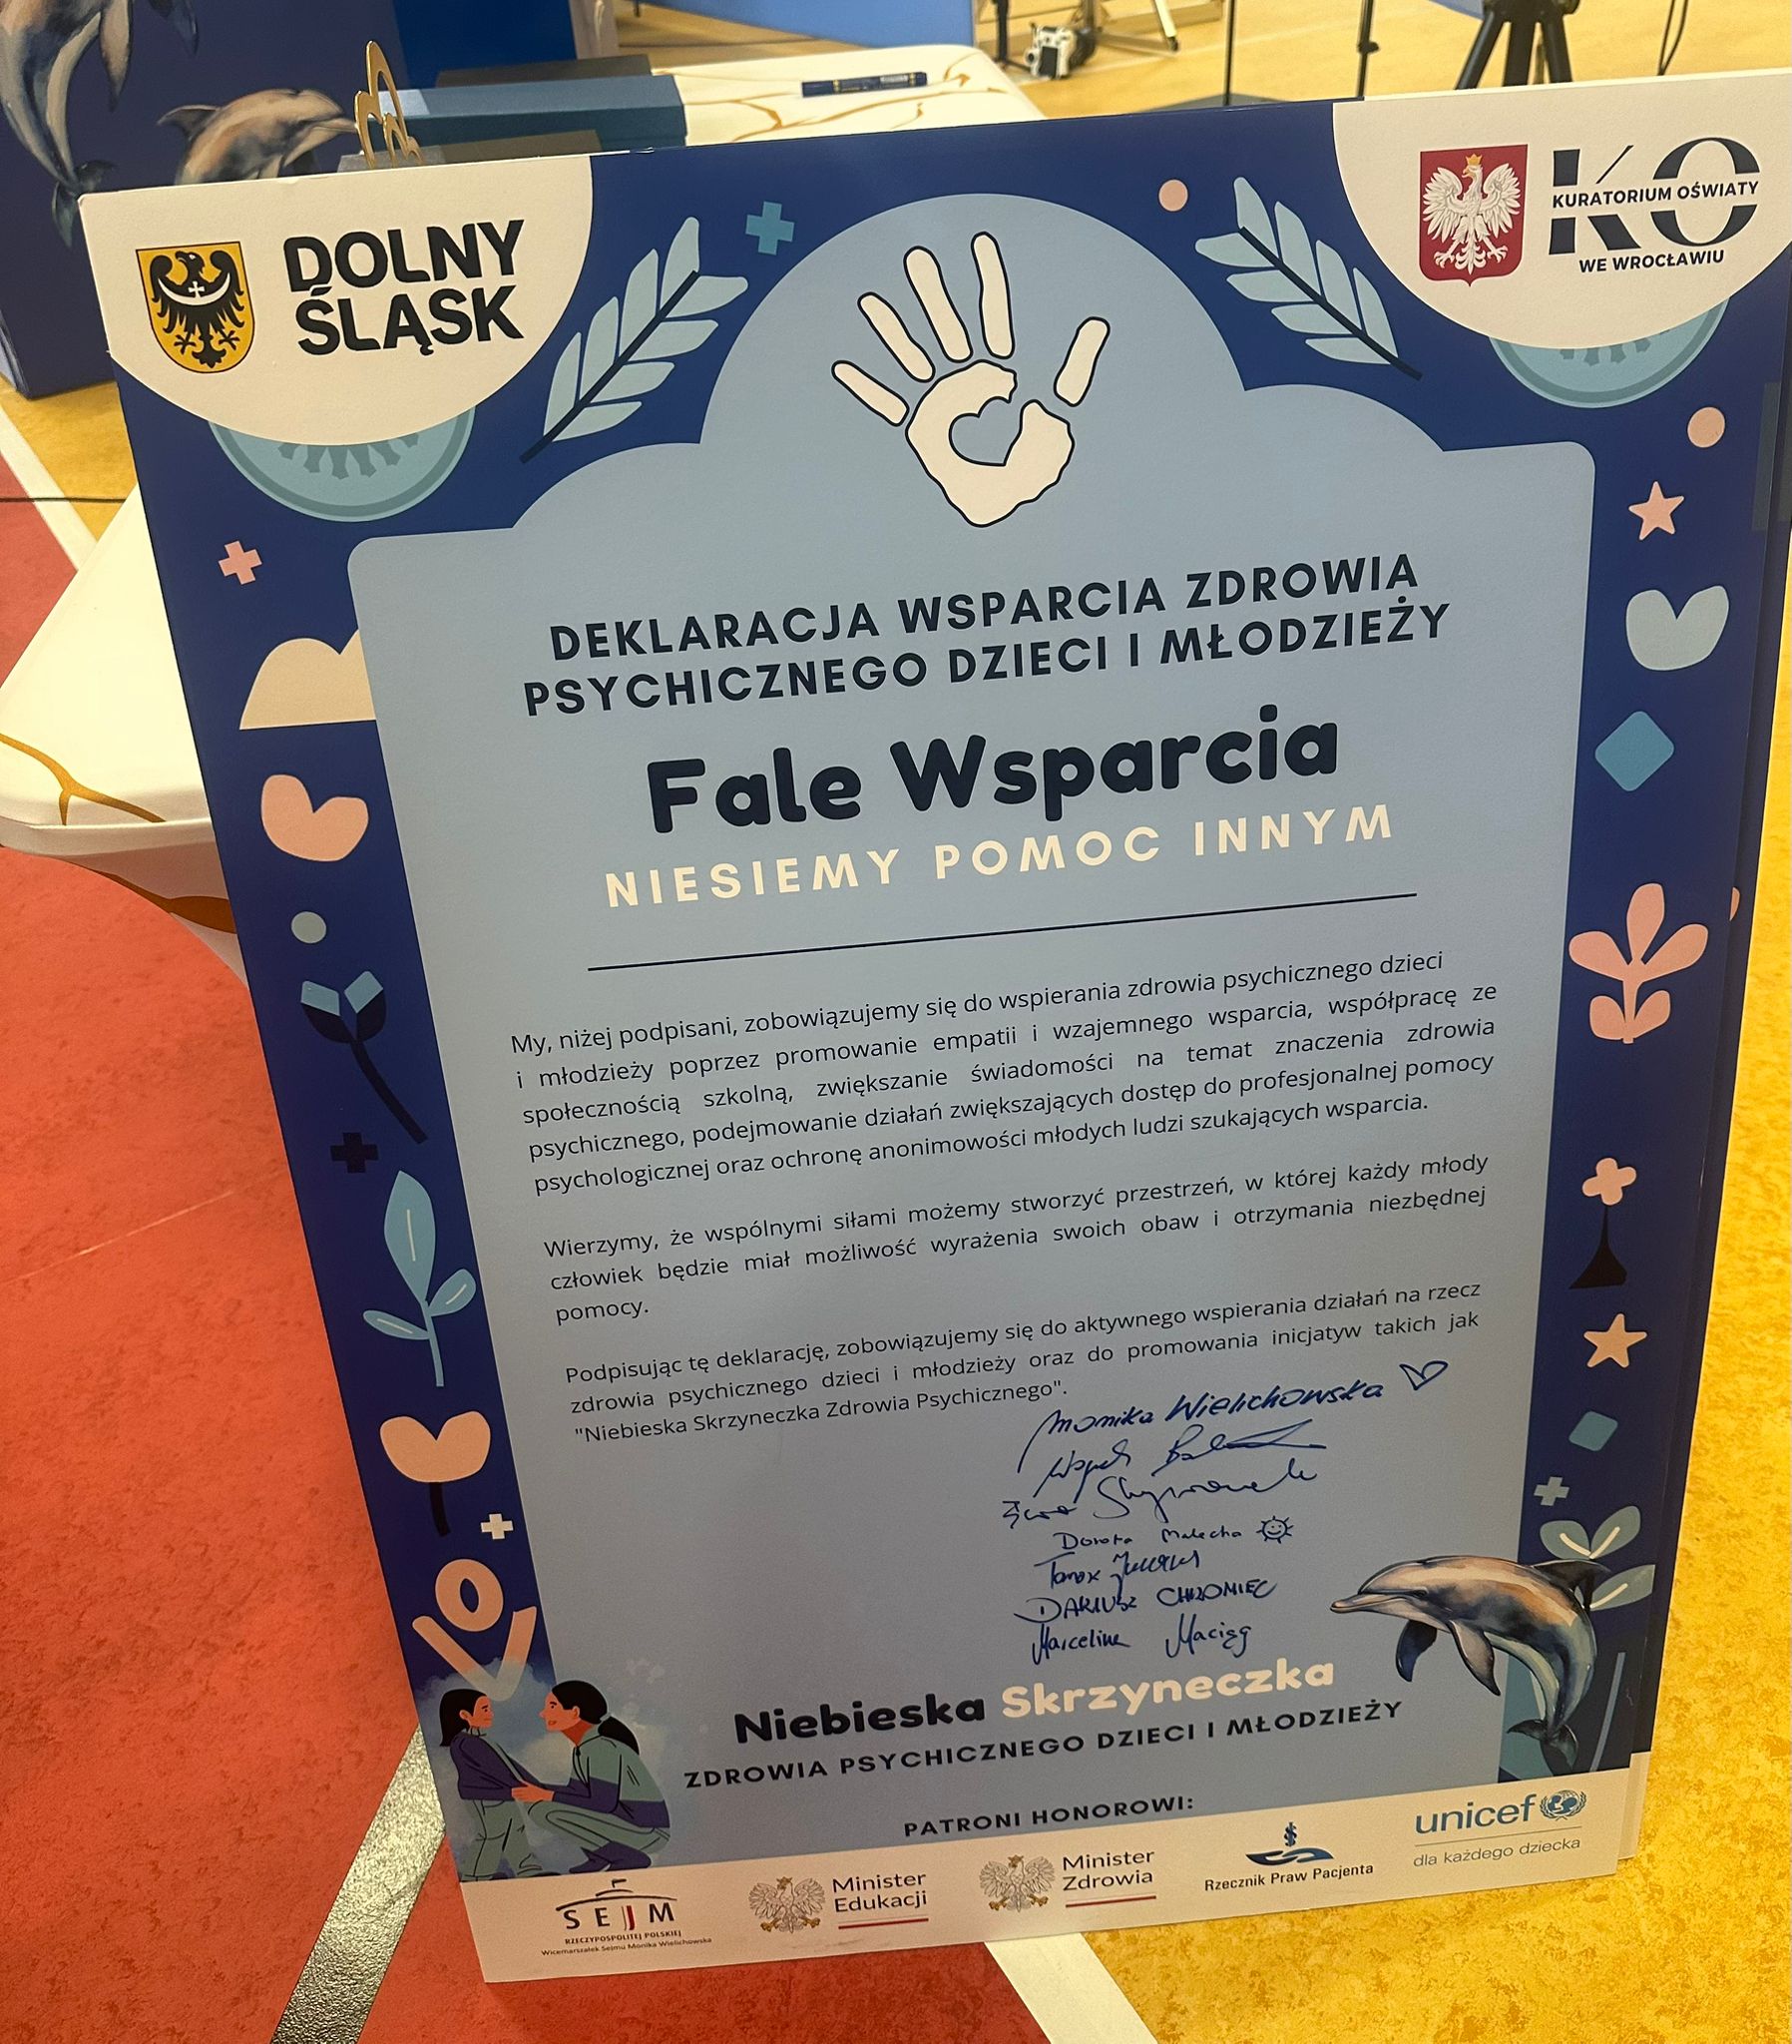 DOLNY
ŚLĄSK
KO
KURATORIUM OŚWIATY
WE WROCŁAWIU
DEKLARACJA WSPARCIA ZDROWIA
PSYCHICZNEGO DZIECI I MŁODZIEŻY
Fale Wsparcia
NIESIEMY POMOC INNYM
My, niżej podpisani, zobowiązujemy się do wspierania zdrowia psychicznego dzieci
i młodzieży poprzez promowanie empatii i wzajemnego wsparcia, współpracę ze
społecznością szkolną, zwiększanie świadomości na temat znaczenia zdrowia
psychicznego, podejmowanie działań zwiększających dostęp do profesjonalnej pomocy
psychologicznej oraz ochronę anonimowości młodych ludzi szukających wsparcia.
Wierzymy, że wspólnymi siłami możemy stworzyć przestrzeń, w której każdy młody
człowiek będzie miał możliwość wyrażenia swoich obaw i otrzymania niezbędnej
pomocy.
Podpisując tę deklarację, zobowiązujemy się do aktywnego wspierania działań na rzecz
zdrowia psychicznego dzieci i młodzieży oraz do promowania inicjatyw takich jak
"Niebieska Skrzyneczka Zdrowia Psychicznego".
Monika Wielichowska
Dorota Malecha
DARIUSZ CHROMIEC
Marcelina Maciąg
Niebieska Skrzyneczka
ZDROWIA PSYCHICZNEGO DZIECI I MŁODZIEŻY
PATRONI HONOROWI:
SEJM
RZECZYPOSPOLITEJ POLSKIEJ
Wicemarszałek Sejmu Monika Wielichowska
Minister
Edukacji
Minister
Zdrowia
Rzecznik Praw Pacjenta
unicef
dla każdego dziecka